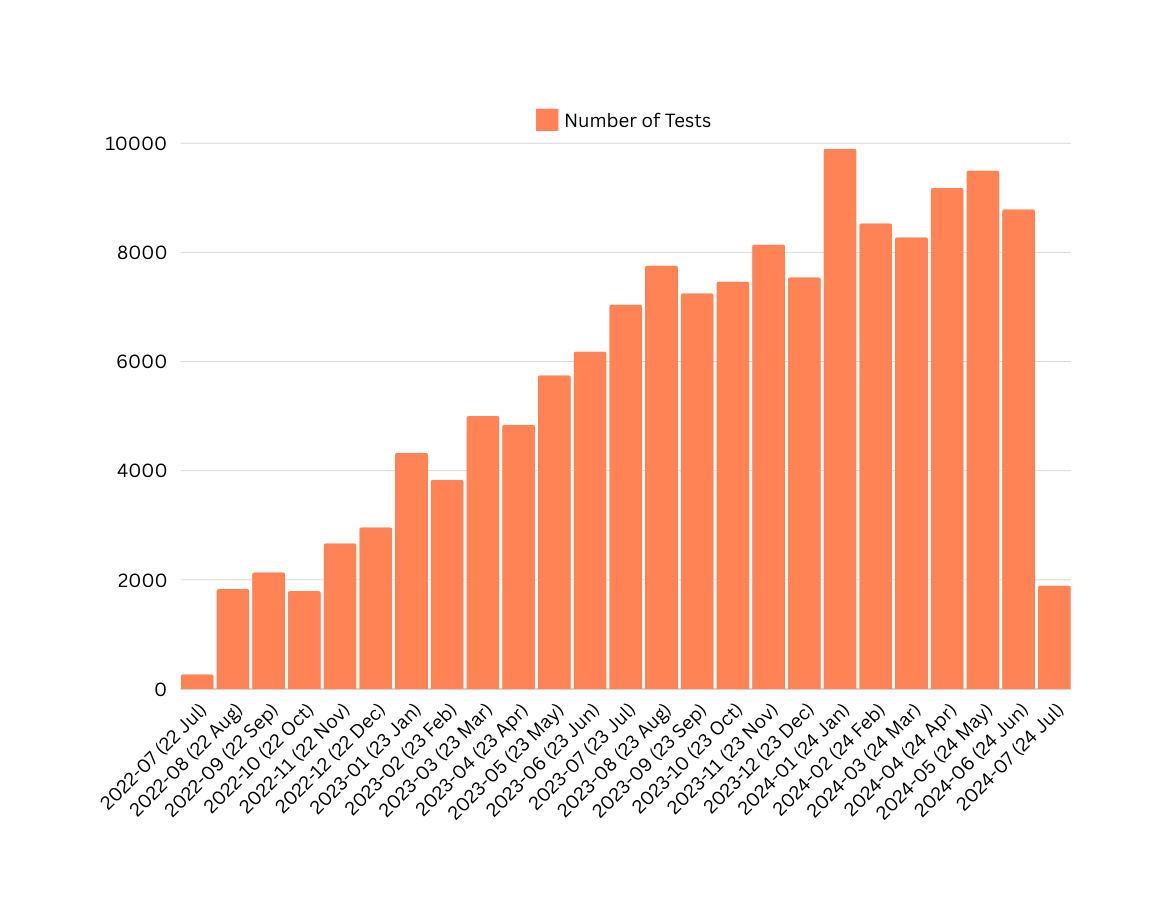 Number of Tests
10000
8000
6000
4000
2000
0
2022-07 (22 Jul)
2022-08 (22 Aug)
2022-09 (22 Sep)
2022-10 (22 Oct)
2022-11 (22 Nov)
2022-12 (22 Dec)
2023-01 (23 Jan)
2023-02 (23 Feb)
2023-03 (23 Mar)
2023-04 (23 Apr)
2023-05 (23 May)
2023-06 (23 Jun)
2023-07 (23 Jul)
2023-08 (23 Aug)
2023-09 (23 Sep)
2023-10 (23 Oct)
2023-11 (23 Nov)
2023-12 (23 Dec)
2024-01 (24 Jan)
2024-02 (24 Feb)
2024-03 (24 Mar)
2024-04 (24 Apr)
2024-05 (24 May)
2024-06 (24 Jun)
2024-07 (24 Jul)